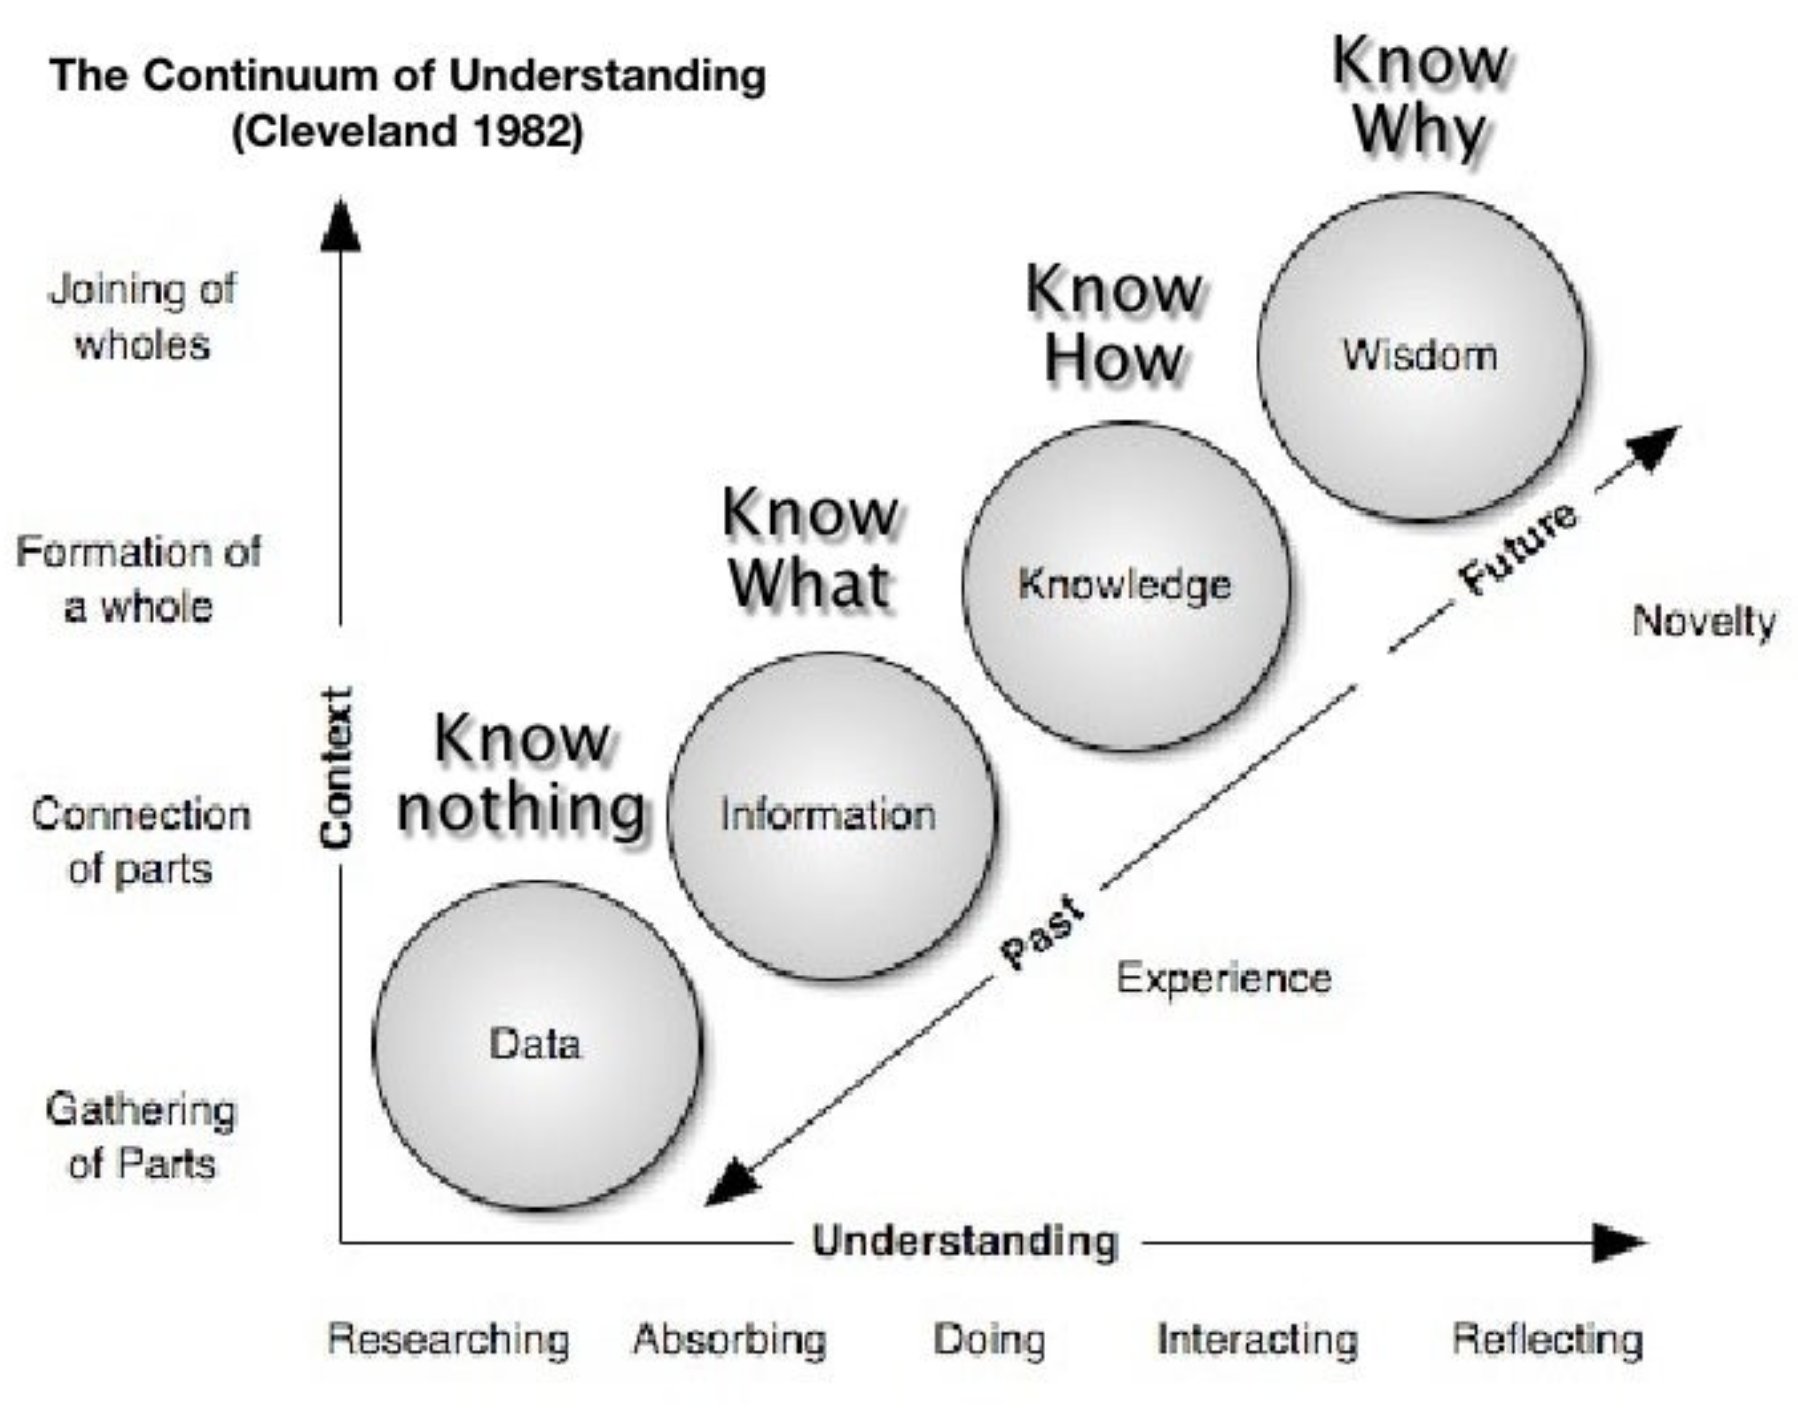 The Continuum of Understanding
(Cleveland 1982)
Know
Why
Joining of
wholes
Know
How
Wisdom
Know
What
Formation of
a whole
Knowledge
Future
Novelty
Context
Know
nothing
Connection
of parts
Information
Past
Experience
Data
Gathering
of Parts
Understanding
Researching
Absorbing
Doing
Interacting
Reflecting